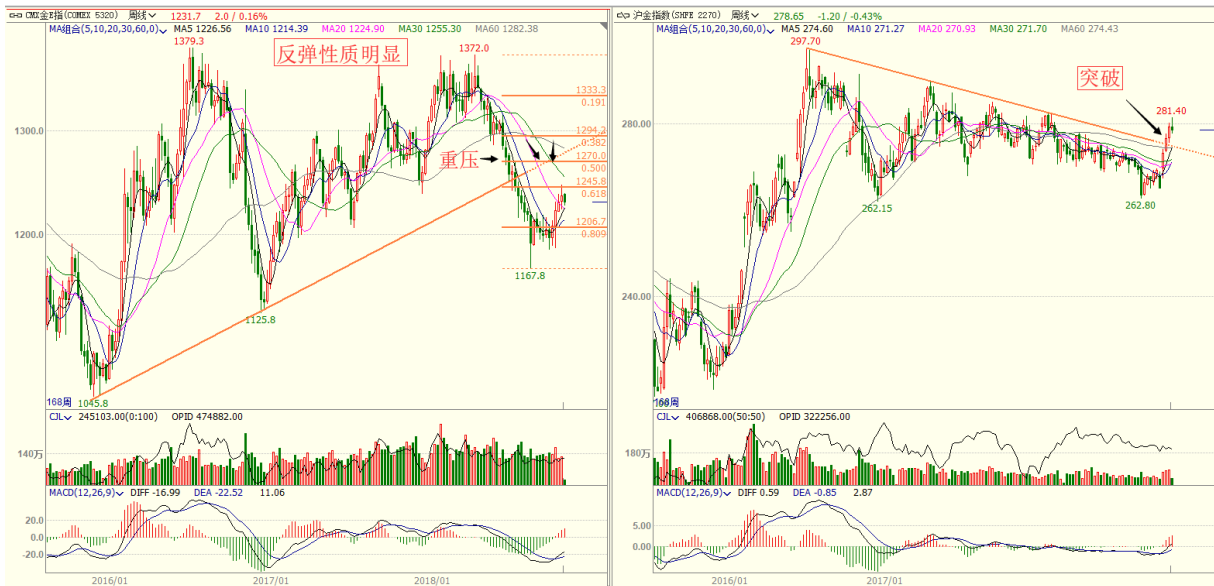 CMX金E指(COMEX 5320) 周线 1231.7 2.0 / 0.16%
MA组合(5,10,20,30,60,0) MA5 1226.56 MA10 1214.39 MA20 1224.90 MA30 1255.30 MA60 1282.38
1379.3
反弹性质明显
1372.0
1333.3
0.191
1300.0
1294.2
0.382
重压
1270.0
0.500
1245.8
0.618
1206.7
0.809
1200.0
1167.8
1125.8
168周
1045.8
CJL 245103.00(0:100) OPID 474882.00
140万
MACD(12,26,9) DIFF -16.99 DEA -22.52 11.06
20.0
0.0
-20.0
2016/01 2017/01 2018/01
沪金指数(SHFE 2270) 周线 278.65 -1.20 / -0.43%
MA组合(5,10,20,30,60,0) MA5 274.60 MA10 271.27 MA20 270.93 MA30 271.70 MA60 274.43
297.70
突破
281.40
280.00
262.15
262.80
240.00
168周
CJL 406868.00(50:50) OPID 322256.00
180万
MACD(12,26,9) DIFF 0.59 DEA -0.85 2.87
5.00
0.00
2016/01 2017/01